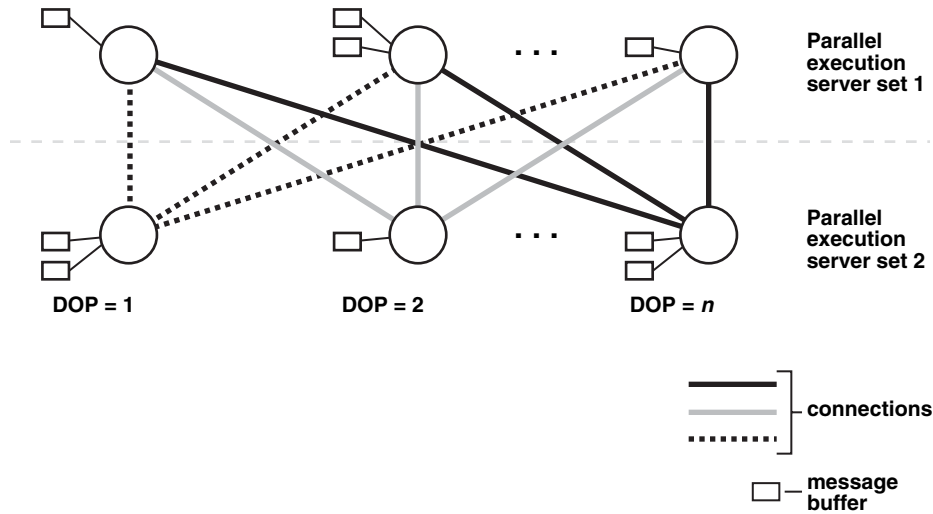 . . .
Parallel
execution
server set 1
. . .
Parallel
execution
server set 2
DOP = 1
DOP = 2
DOP = n
connections
message
buffer